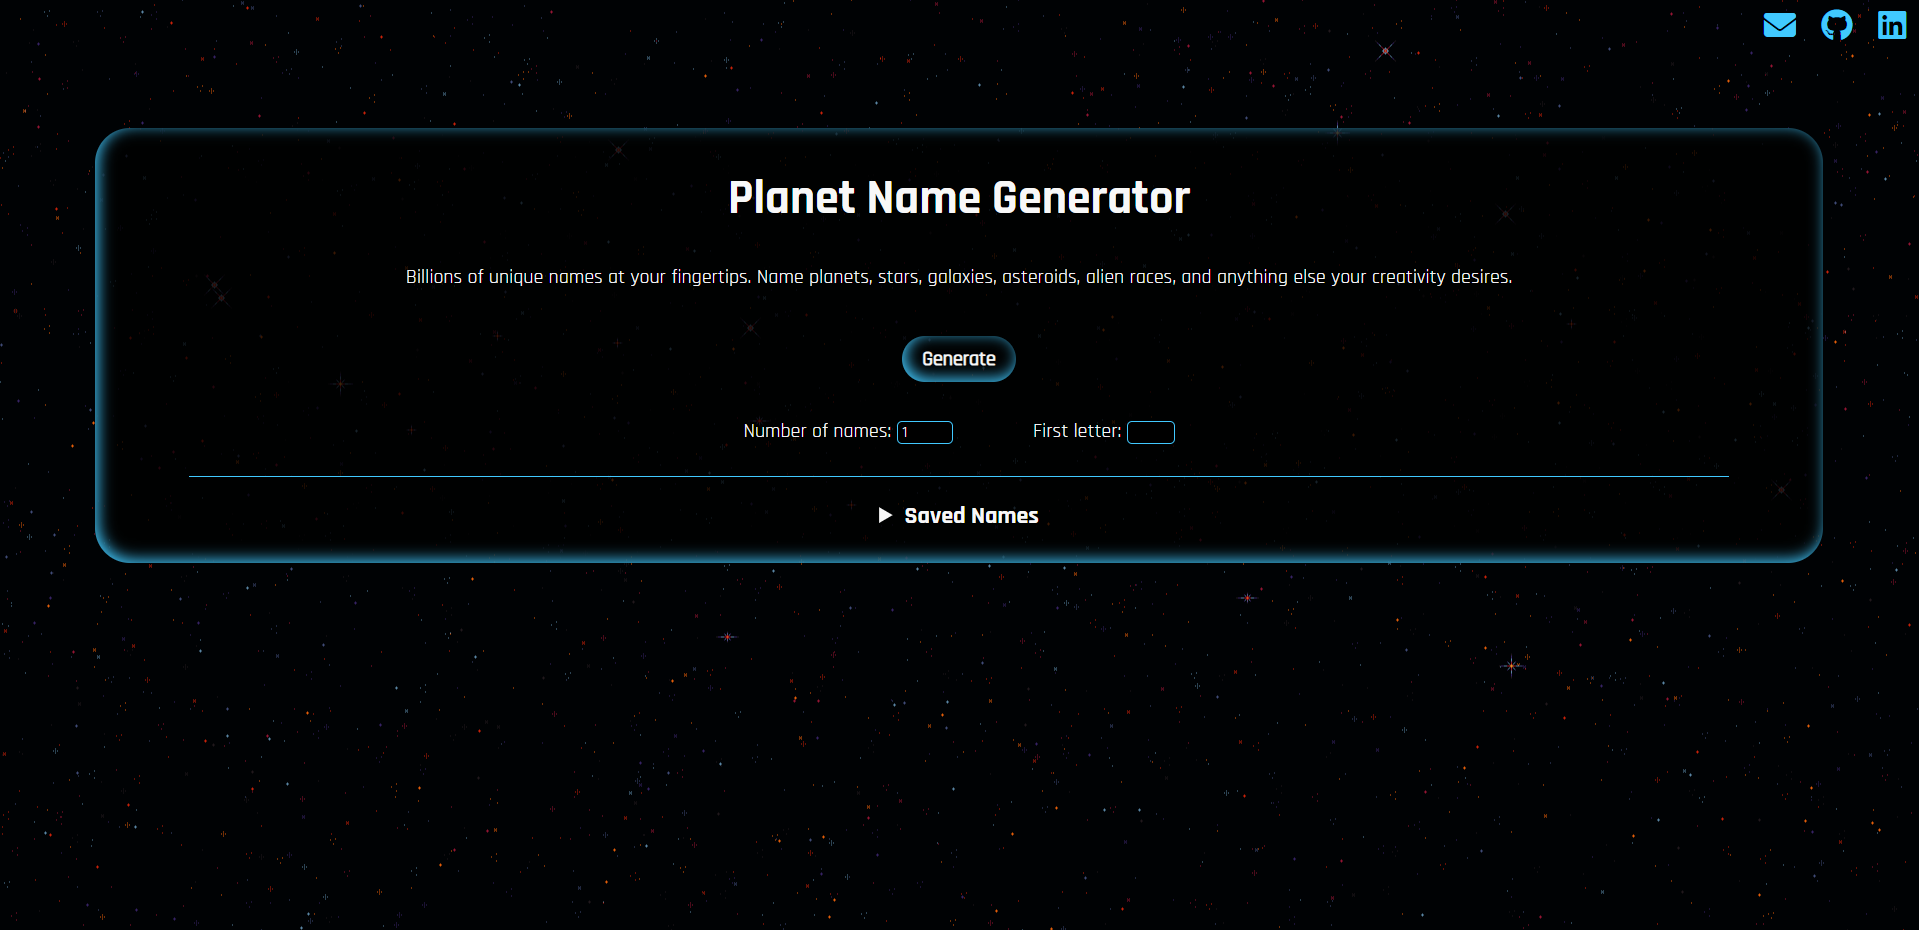 Planet Name Generator
Billions of unique names at your fingertips. Name planets, stars, galaxies, asteroids, alien races, and anything else your creativity desires.
Generate
Number of names: 1 First letter:
Saved Names